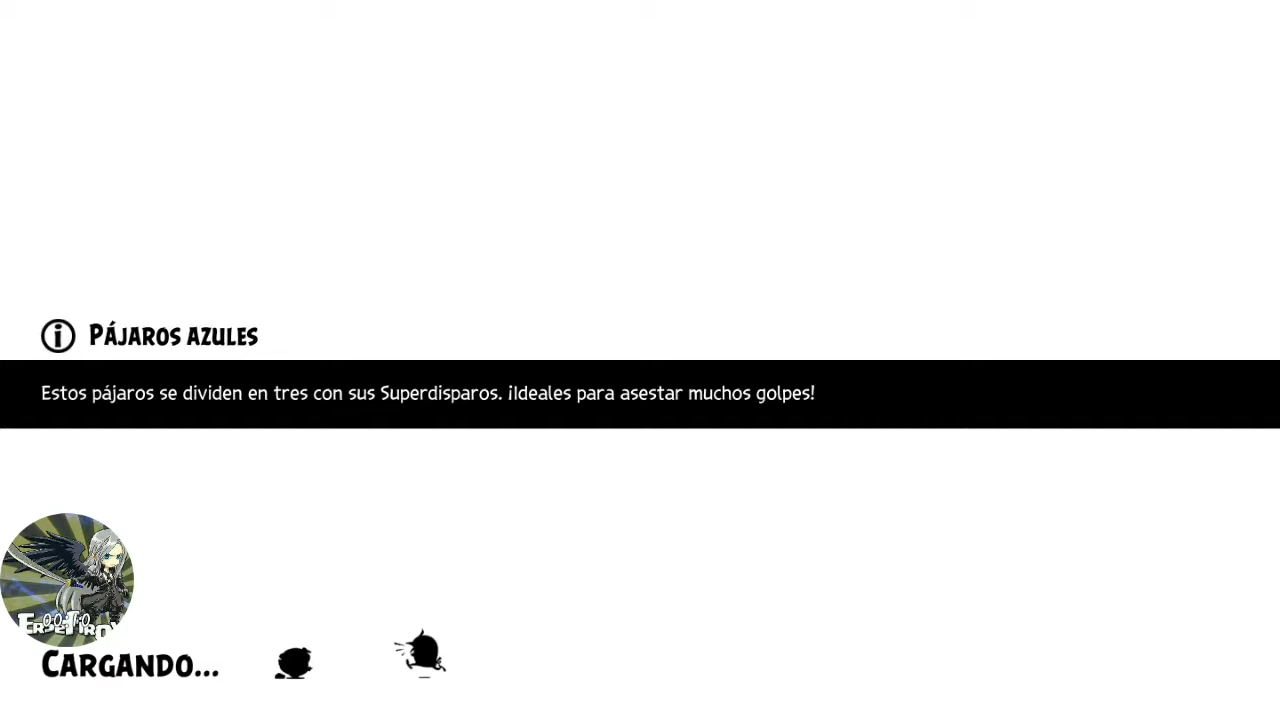 PÁJAROS AZULES
Estos pájaros se dividen en tres con sus Superdisparos. ¡Ideales para asestar muchos golpes!
CARGANDO...